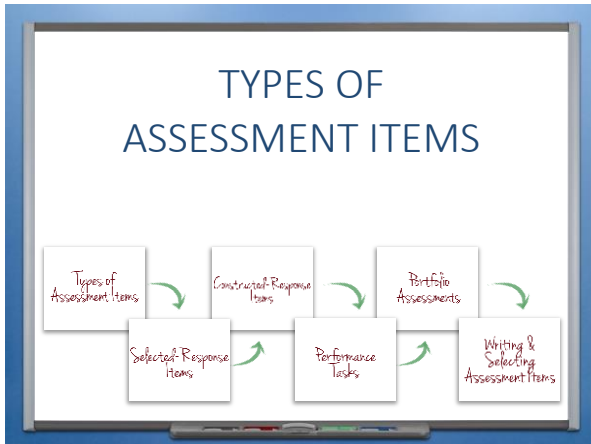 TYPES OF
ASSESSMENT ITEMS
Types of
Assessment Items
Selected-Response
Items
Constructed-Response
Items
Performance
Tasks
Portfolio
Assessments
Writing &
Selecting
Assessment Items